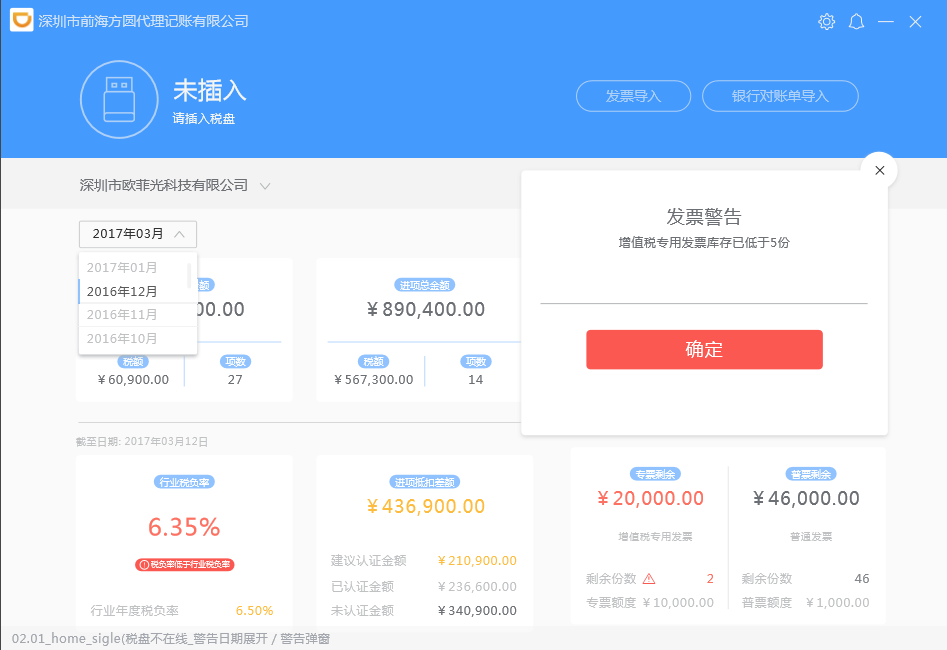 深圳市前海方圆代理记账有限公司
未插入
请插入税盘
发票导入
银行对账单导入
深圳市欧菲光科技有限公司
2017年03月
2017年01月
2016年12月
2016年11月
2016年10月
额
00.00
税额
¥60,900.00
项数
27
进项总金额
¥890,400.00
税额
¥567,300.00
项数
14
发票警告
增值税专用发票库存已低于5份
确定
截至日期: 2017年03月12日
行业税负率
6.35%
税负率低于行业税负率
行业年度税负率 6.50%
进项抵扣差额
¥436,900.00
建议认证金额 ¥210,900.00
已认证金额 ¥236,600.00
未认证金额 ¥340,900.00
专票剩余
¥20,000.00
增值税专用发票
剩余份数 2
专票额度 ¥10,000.00
普票剩余
¥46,000.00
普通发票
剩余份数 46
普票额度 ¥1,000.00
02.01_home_sigle(税盘不在线_警告日期展开 / 警告弹窗